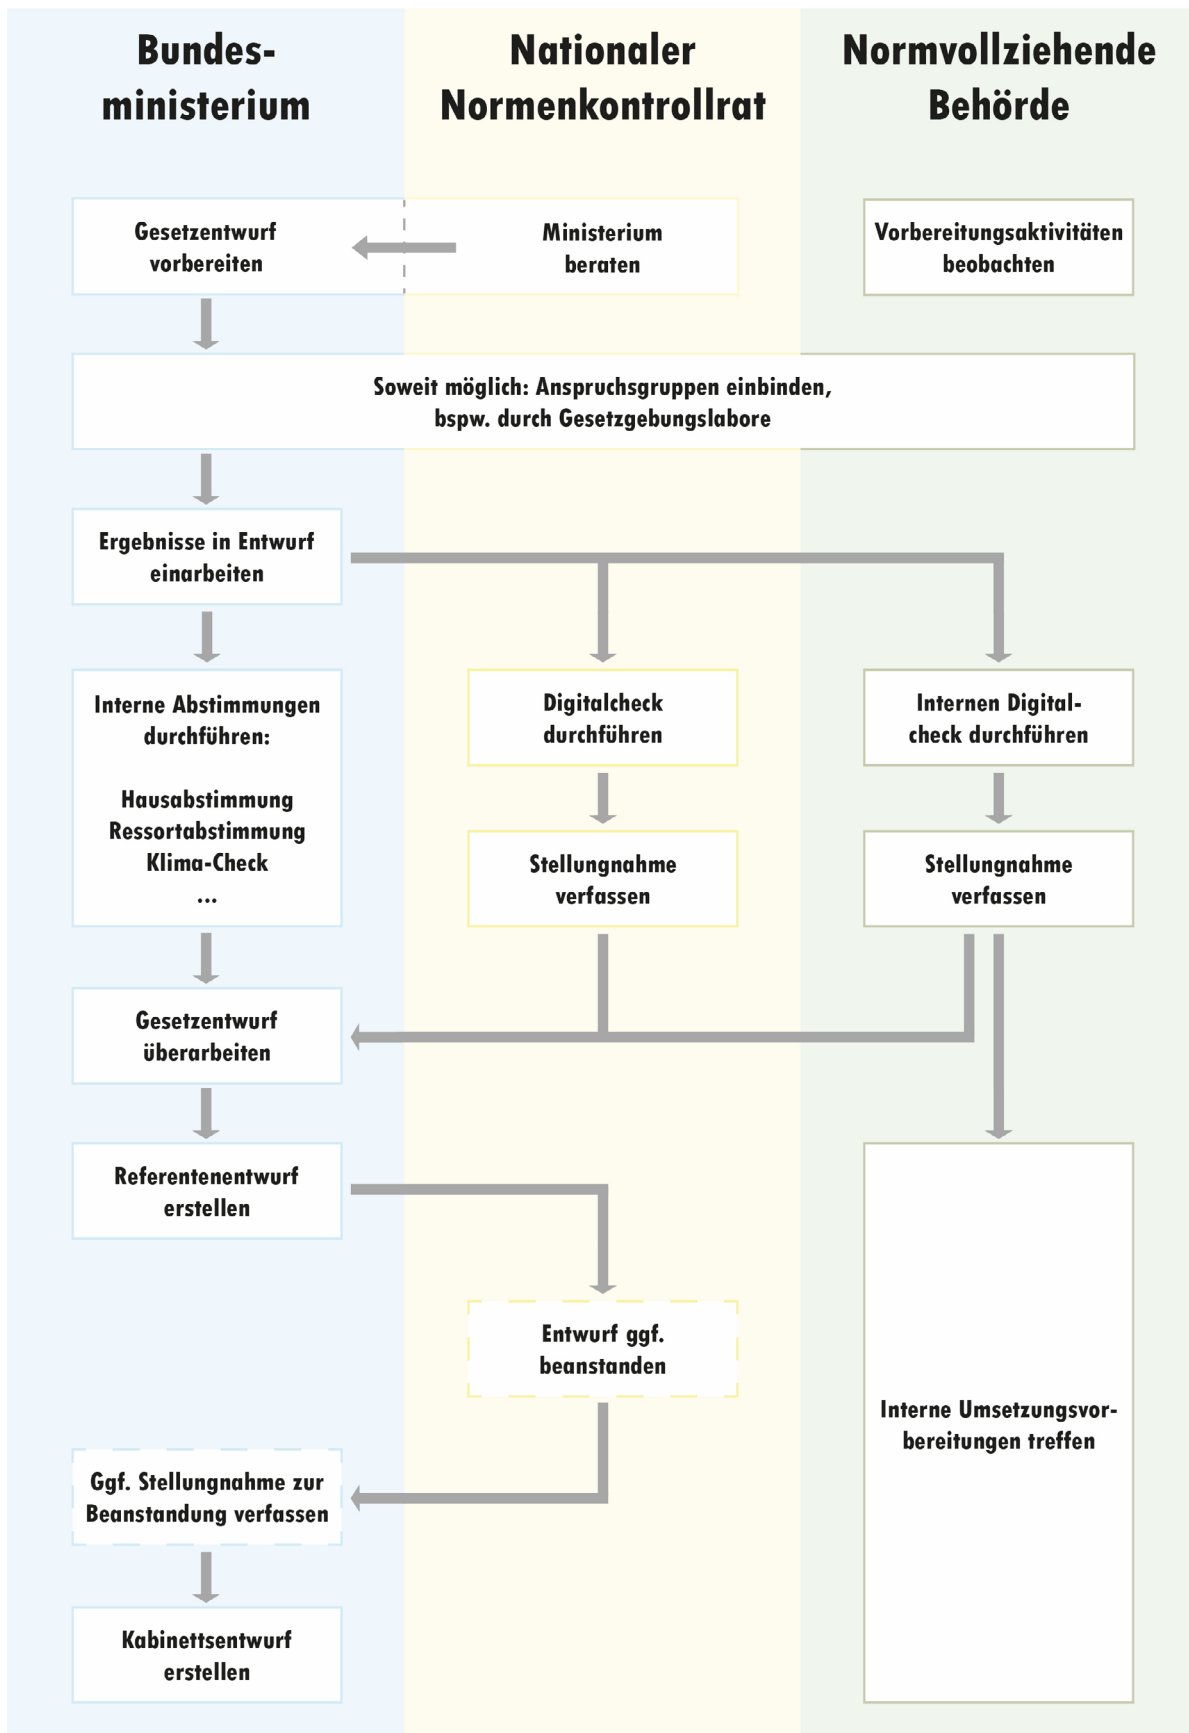 Bundes-
ministerium
Nationaler
Normenkontrollrat
Normvollziehende
Behörde
Gesetzentwurf
vorbereiten
Ministerium
beraten
Vorbereitungsaktivitäten
beobachten
Soweit möglich: Anspruchsgruppen einbinden,
bspw. durch Gesetzgebungslabore
Ergebnisse in Entwurf
einarbeiten
Interne Abstimmungen
durchführen:
Hausabstimmung
Ressortabstimmung
Klima-Check
...
Digitalcheck
durchführen
Internen Digital-
check durchführen
Stellungnahme
verfassen
Stellungnahme
verfassen
Gesetzentwurf
überarbeiten
Referentenentwurf
erstellen
Entwurf ggf.
beanstanden
Interne Umsetzungsvor-
bereitungen treffen
Ggf. Stellungnahme zur
Beanstandung verfassen
Kabinettsentwurf
erstellen